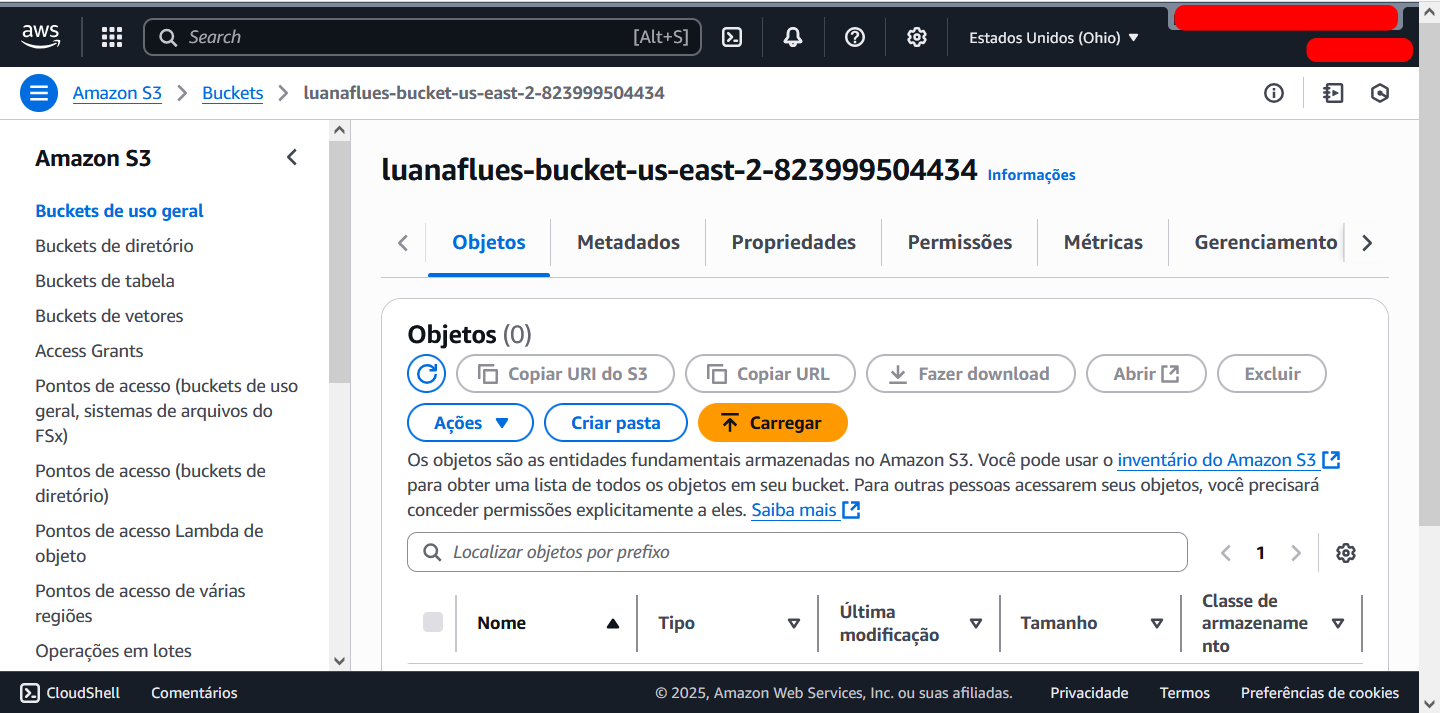 aws
Search
[Alt+S]
Estados Unidos (Ohio)
Amazon S3
Buckets
luanaflues-bucket-us-east-2-823999504434
Amazon S3
Buckets de uso geral
Buckets de diretório
Buckets de tabela
Buckets de vetores
Access Grants
Pontos de acesso (buckets de uso
geral, sistemas de arquivos do
FSx)
Pontos de acesso (buckets de
diretório)
Pontos de acesso Lambda de
objeto
Pontos de acesso de várias
regiões
Operações em lotes
luanaflues-bucket-us-east-2-823999504434 Informações
Objetos
Metadados
Propriedades
Permissões
Métricas
Gerenciamento
Objetos (0)
Copiar URI do S3
Copiar URL
Fazer download
Abrir
Excluir
Ações
Criar pasta
Carregar
Os objetos são as entidades fundamentais armazenadas no Amazon S3. Você pode usar o inventário do Amazon S3
para obter uma lista de todos os objetos em seu bucket. Para outras pessoas acessarem seus objetos, você precisará
conceder permissões explicitamente a eles. Saiba mais
Localizar objetos por prefixo
1
Nome
Tipo
Última
modificação
Tamanho
Classe de
armazename
nto
CloudShell
Comentários
© 2025, Amazon Web Services, Inc. ou suas afiliadas.
Privacidade
Termos
Preferências de cookies